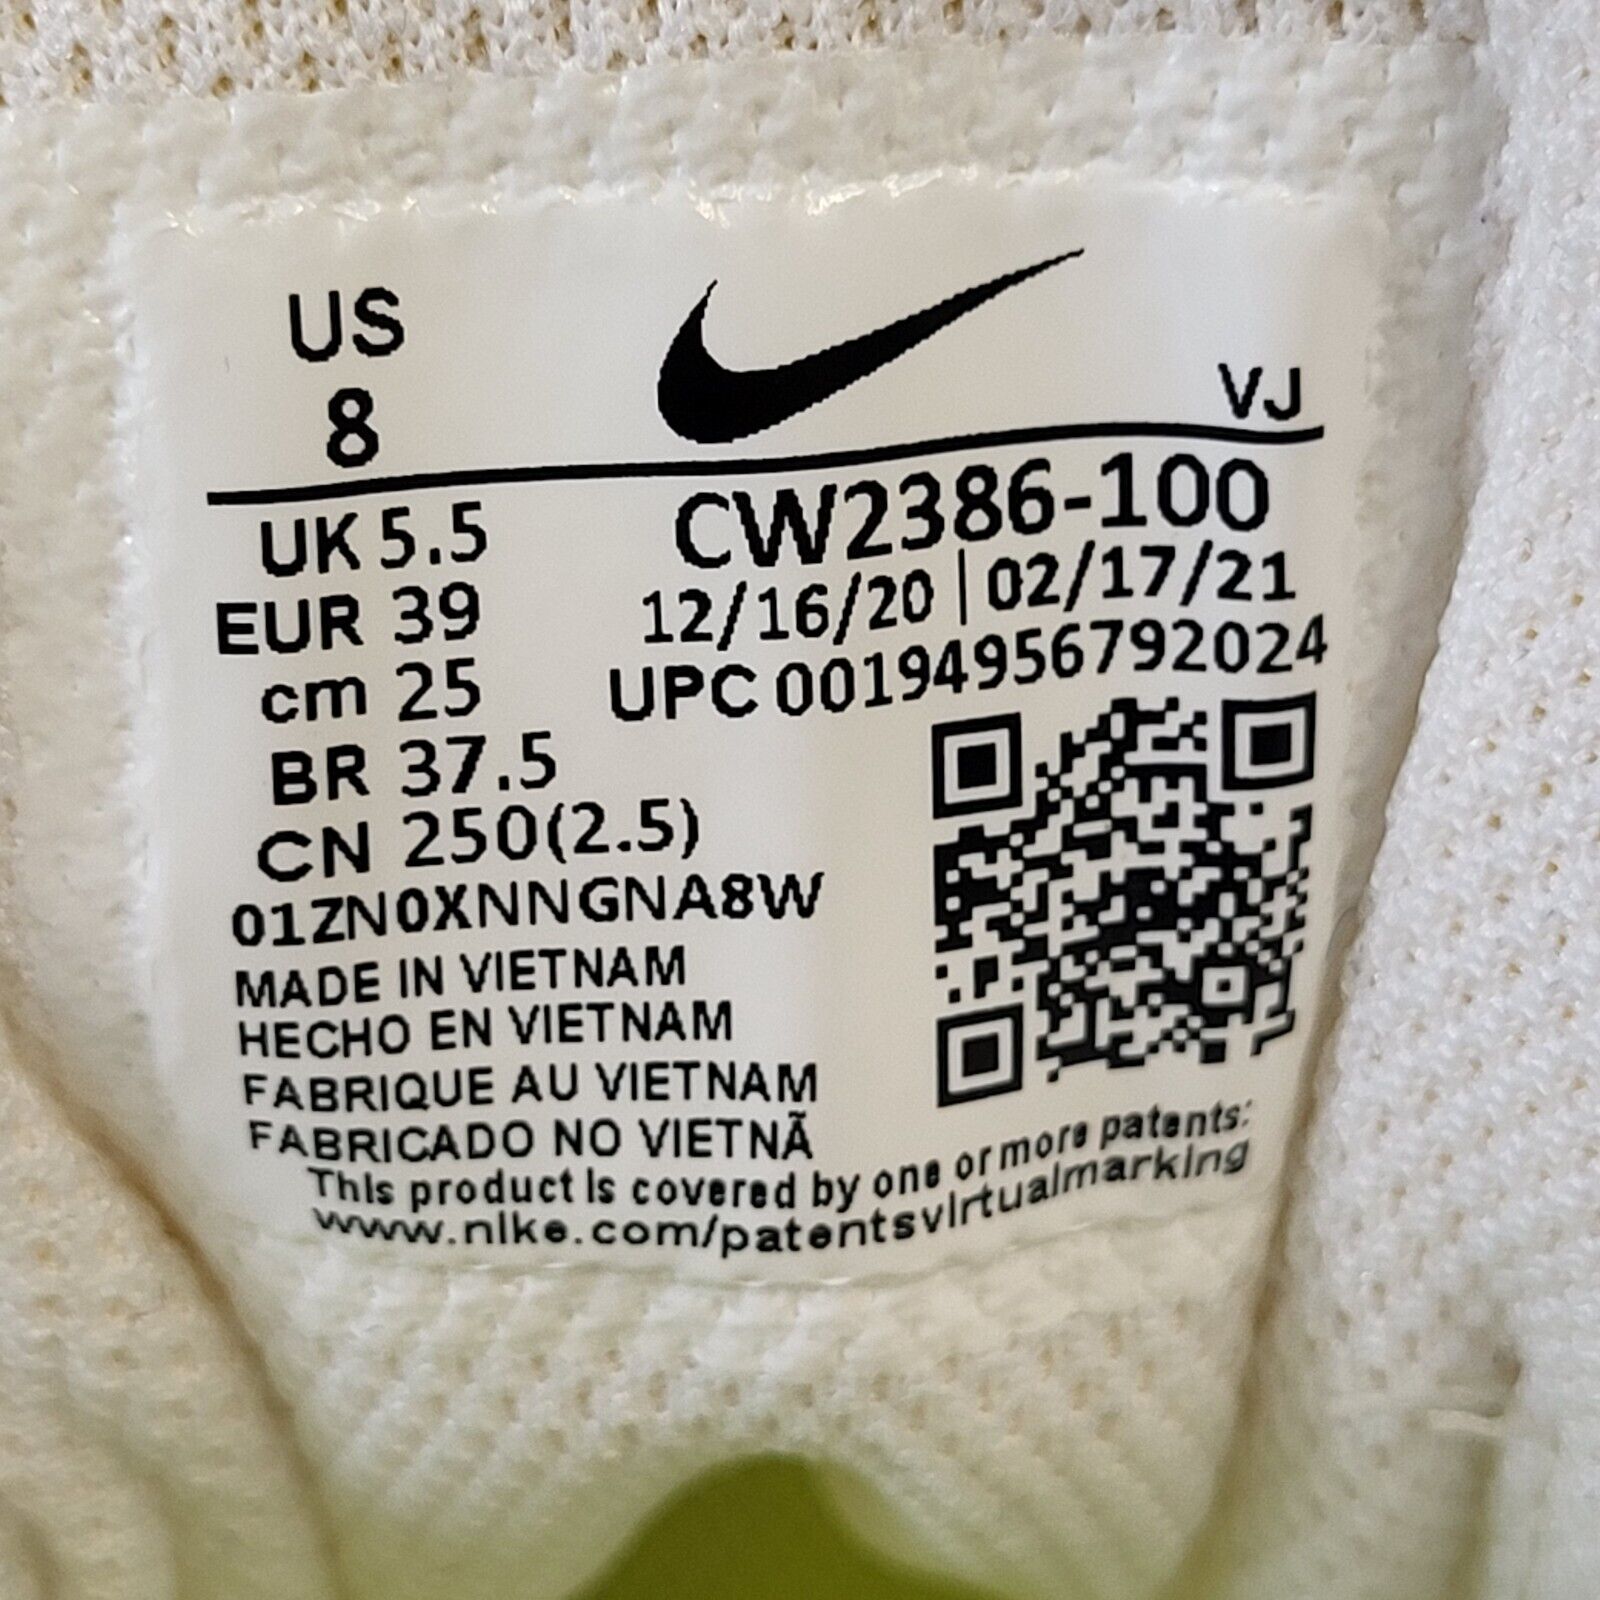 US
8
VJ
UK 5.5
EUR 39
cm 25
BR 37.5
CN 250(2.5)
CW2386-100
12/16/20 | 02/17/21
UPC 00194956792024
01ZN0XNNGNA8W
MADE IN VIETNAM
HECHO EN VIETNAM
FABRIQUE AU VIETNAM
FABRICADO NO VIETNÃ
This product is covered by one or more patents:
www.nike.com/patentsvirtualmarking